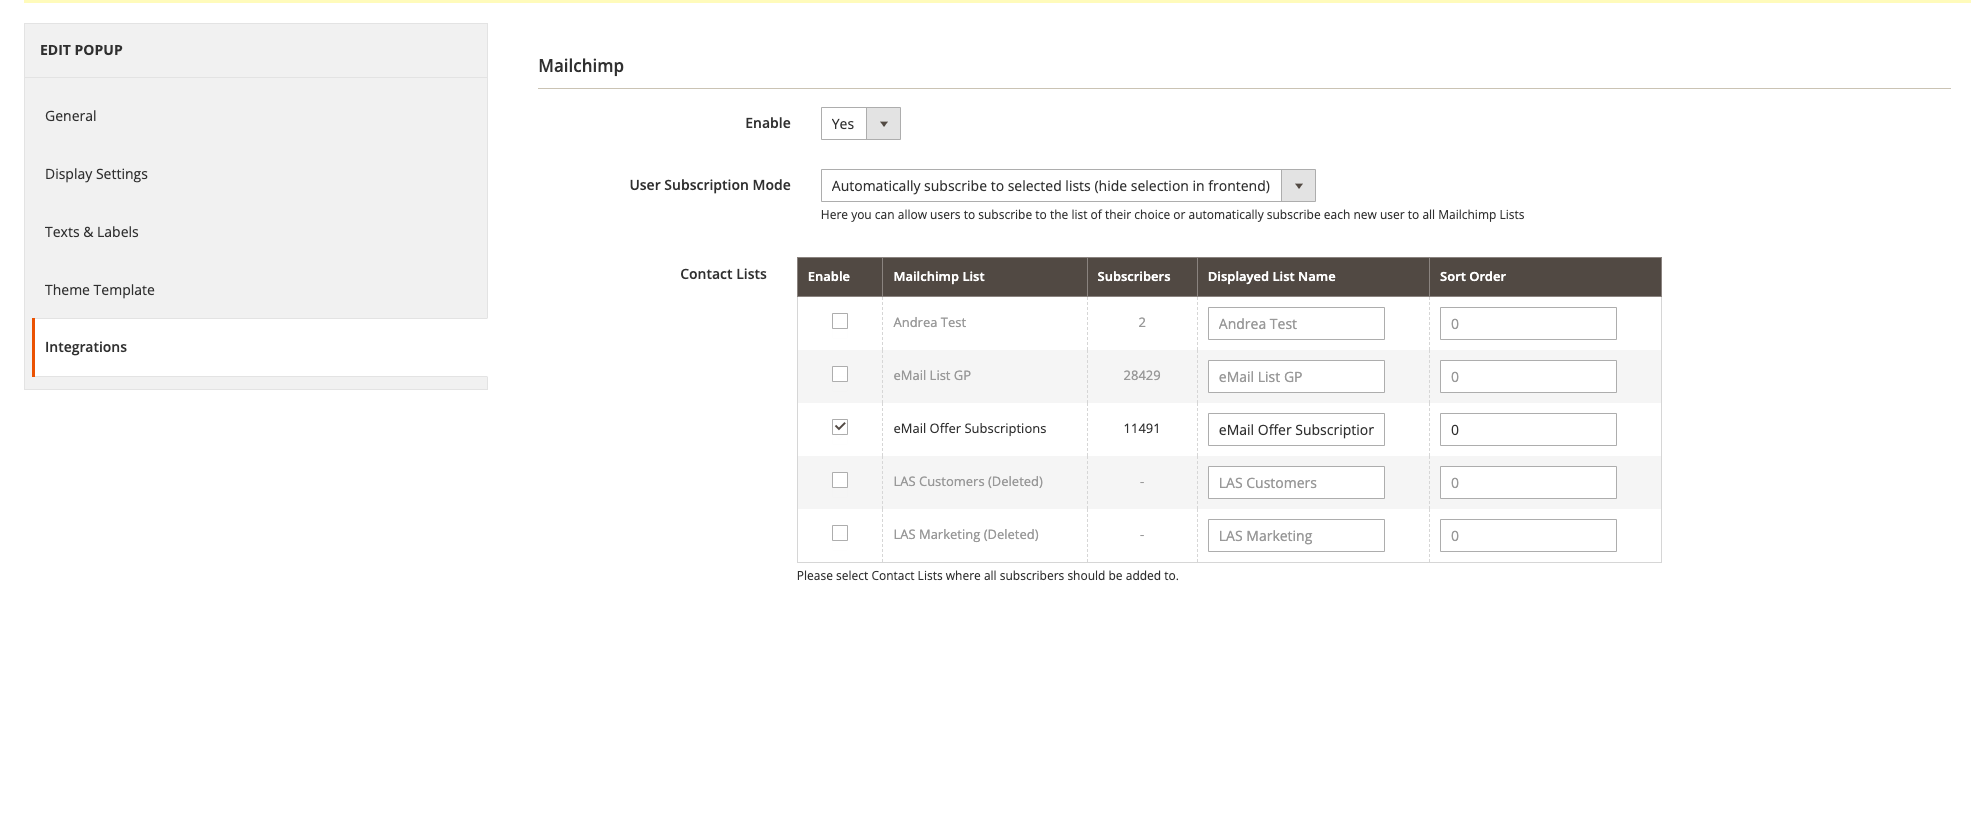 EDIT POPUP
General
Display Settings
Texts & Labels
Theme Template
Integrations
Mailchimp
Enable Yes
User Subscription Mode Automatically subscribe to selected lists (hide selection in frontend)
Here you can allow users to subscribe to the list of their choice or automatically subscribe each new user to all Mailchimp Lists
Contact Lists
Enable Mailchimp List Subscribers Displayed List Name Sort Order
Andrea Test 2 Andrea Test 0
eMail List GP 28429 eMail List GP 0
eMail Offer Subscriptions 11491 eMail Offer Subscription 0
LAS Customers (Deleted) - LAS Customers 0
LAS Marketing (Deleted) - LAS Marketing 0
Please select Contact Lists where all subscribers should be added to.